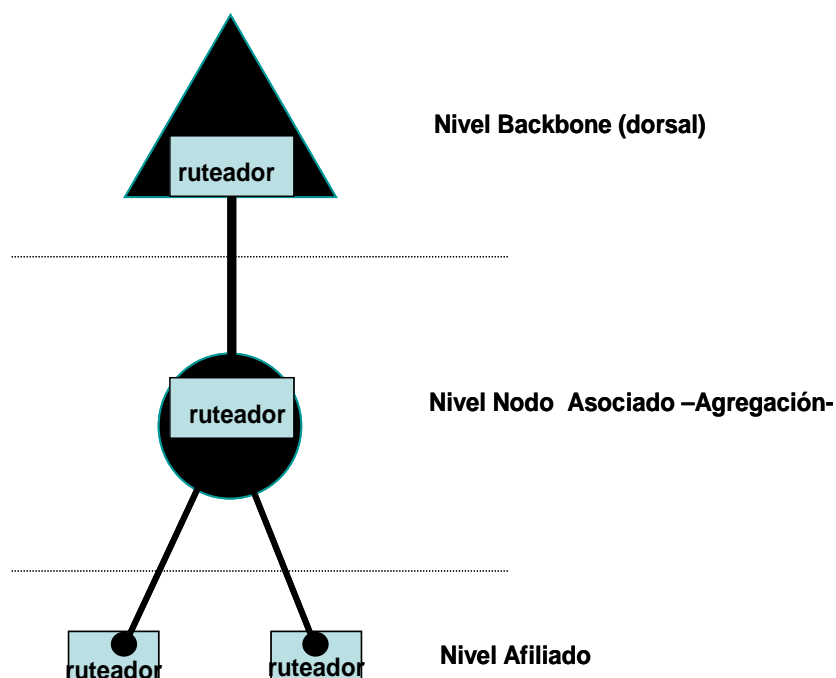 ruteador
Nivel Backbone (dorsal)
ruteador
Nivel Nodo Asociado –Agregación-
ruteador
ruteador
Nivel Afiliado